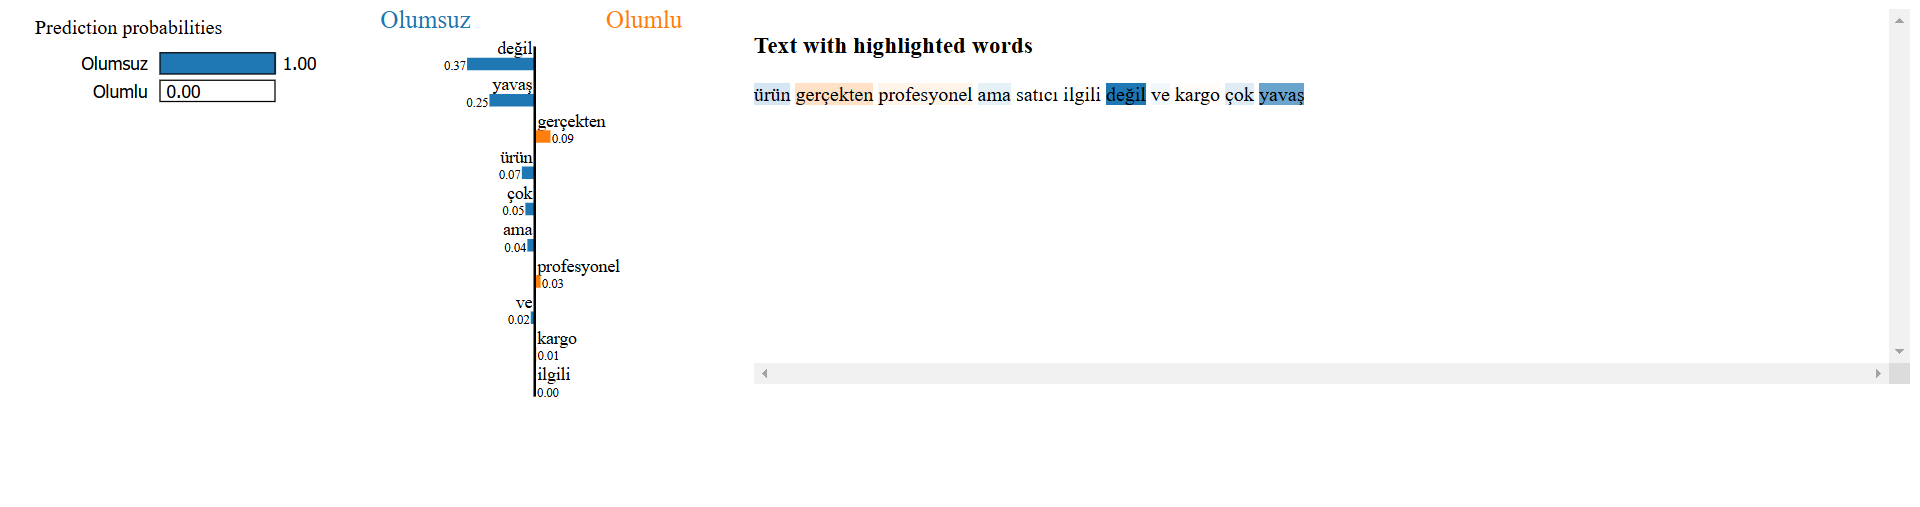 Prediction probabilities
Olumsuz 1.00
Olumlu 0.00
Olumsuz Olumlu
değil
0.37
yavaş
0.25
gerçekten
0.09
ürün
0.07
çok
0.05
ama
0.04
profesyonel
0.03
ve
0.02
kargo
0.01
ilgili
0.00
Text with highlighted words
ürün gerçekten profesyonel ama satıcı ilgili değil ve kargo çok yavaş